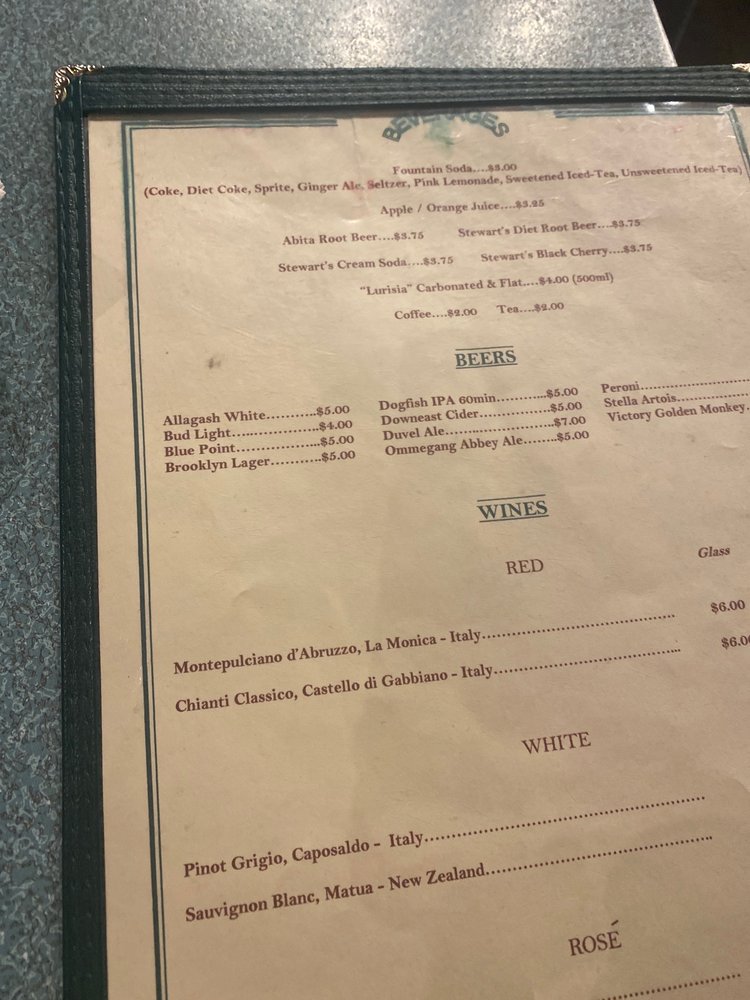 BEVERAGES
Fountain Soda....$3.00
(Coke, Diet Coke, Sprite, Ginger Ale, Seltzer, Pink Lemonade, Sweetened Iced-Tea, Unsweetened Iced-Tea)
Apple / Orange Juice....$3.25
Abita Root Beer....$3.75 Stewart's Diet Root Beer....$3.75
Stewart's Cream Soda....$3.75 Stewart's Black Cherry....$3.75
"Lurisia" Carbonated & Flat....$4.00 (500ml)
Coffee....$2.00 Tea....$2.00
BEERS
Allagash White...........$5.00
Bud Light...................$4.00
Blue Point..................$5.00
Brooklyn Lager...........$5.00
Dogfish IPA 60min...........$5.00
Downeast Cider................$5.00
Duvel Ale.........................$7.00
Ommegang Abbey Ale........$5.00
Peroni........................
Stella Artois..................
Victory Golden Monkey.
WINES
Glass
RED
Montepulciano d'Abruzzo, La Monica - Italy............................................ $6.00
Chianti Classico, Castello di Gabbiano - Italy........................................... $6.0
WHITE
Pinot Grigio, Caposaldo - Italy................................................................
Sauvignon Blanc, Matua - New Zealand....................................................
ROSÉ